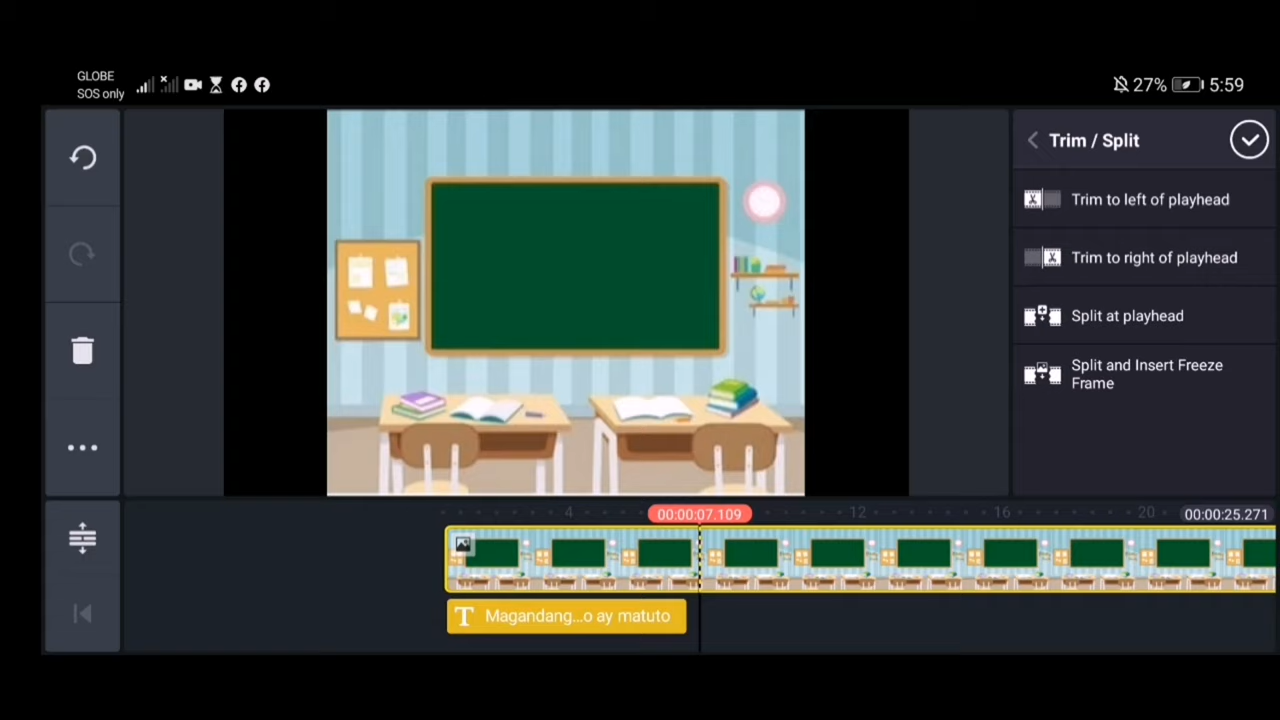 GLOBE
SOS only
27% 5:59
Trim / Split
Trim to left of playhead
Trim to right of playhead
Split at playhead
Split and Insert Freeze
Frame
4
00:00:07.109
12
16
20
00:00:25.271
T Magandang...o ay matuto